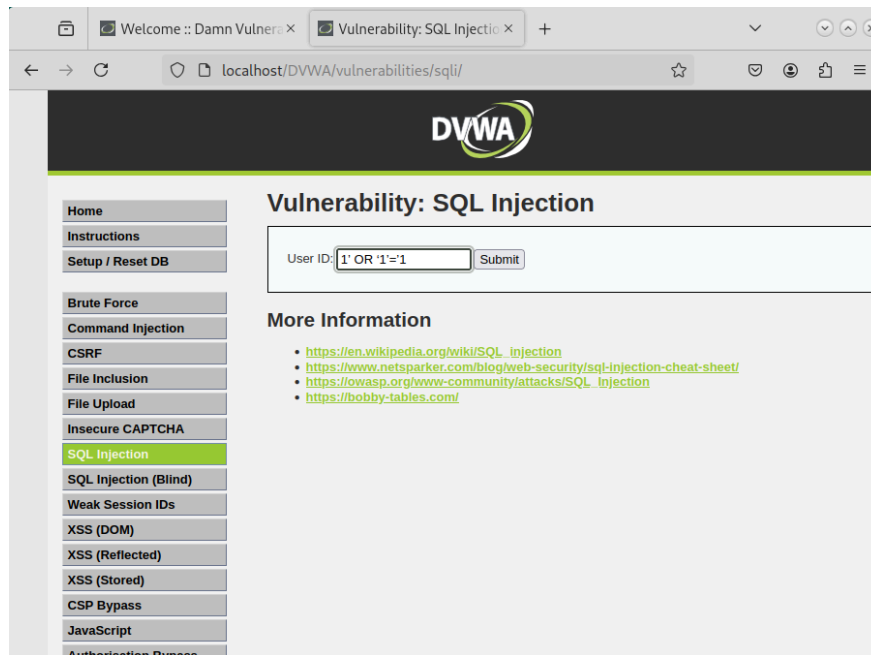 Welcome :: Damn Vulnera
Vulnerability: SQL Injectio
localhost/DVWA/vulnerabilities/sqli/
DVWA
Home
Instructions
Setup / Reset DB
Brute Force
Command Injection
CSRF
File Inclusion
File Upload
Insecure CAPTCHA
SQL Injection
SQL Injection (Blind)
Weak Session IDs
XSS (DOM)
XSS (Reflected)
XSS (Stored)
CSP Bypass
JavaScript
Authorisation Bypass
Vulnerability: SQL Injection
User ID: 1’ OR ‘1’=’1 Submit
More Information
• https://en.wikipedia.org/wiki/SQL_injection
• https://www.netsparker.com/blog/web-security/sql-injection-cheat-sheet/
• https://owasp.org/www-community/attacks/SQL_Injection
• https://bobby-tables.com/